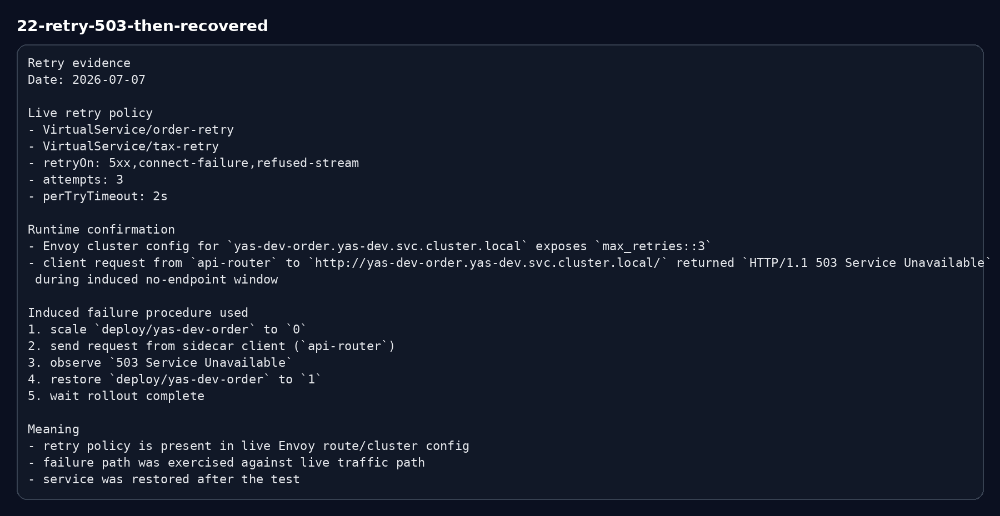 22-retry-503-then-recovered
Retry evidence
Date: 2026-07-07
Live retry policy
- VirtualService/order-retry
- VirtualService/tax-retry
- retryOn: 5xx,connect-failure,refused-stream
- attempts: 3
- perTryTimeout: 2s
Runtime confirmation
- Envoy cluster config for `yas-dev-order.yas-dev.svc.cluster.local` exposes `max_retries::3`
- client request from `api-router` to `http://yas-dev-order.yas-dev.svc.cluster.local/` returned `HTTP/1.1 503 Service Unavailable`
during induced no-endpoint window
Induced failure procedure used
1. scale `deploy/yas-dev-order` to `0`
2. send request from sidecar client (`api-router`)
3. observe `503 Service Unavailable`
4. restore `deploy/yas-dev-order` to `1`
5. wait rollout complete
Meaning
- retry policy is present in live Envoy route/cluster config
- failure path was exercised against live traffic path
- service was restored after the test